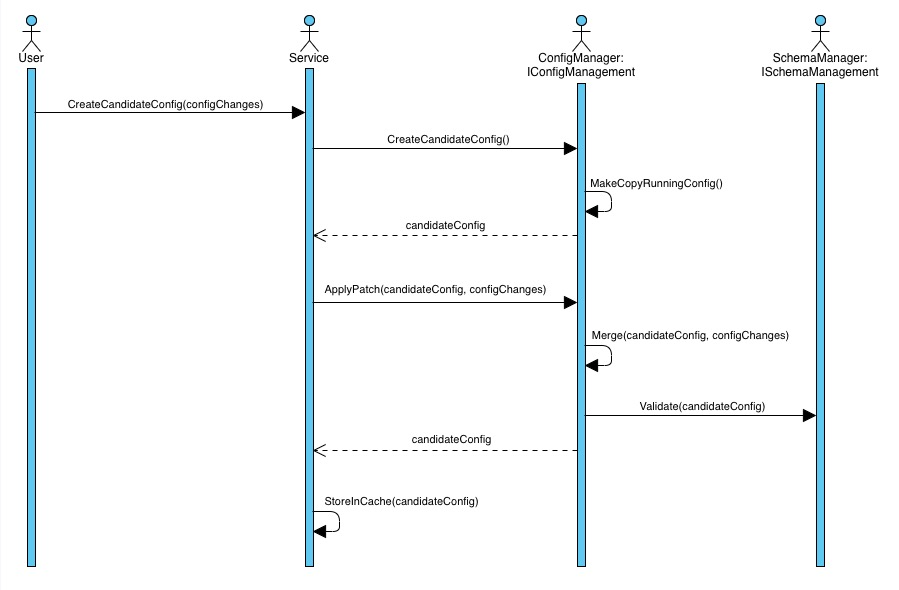 User
Service
ConfigManager:
IConfigManagement
SchemaManager:
ISchemaManagement
CreateCandidateConfig(configChanges)
CreateCandidateConfig()
MakeCopyRunningConfig()
candidateConfig
ApplyPatch(candidateConfig, configChanges)
Merge(candidateConfig, configChanges)
Validate(candidateConfig)
candidateConfig
StoreInCache(candidateConfig)